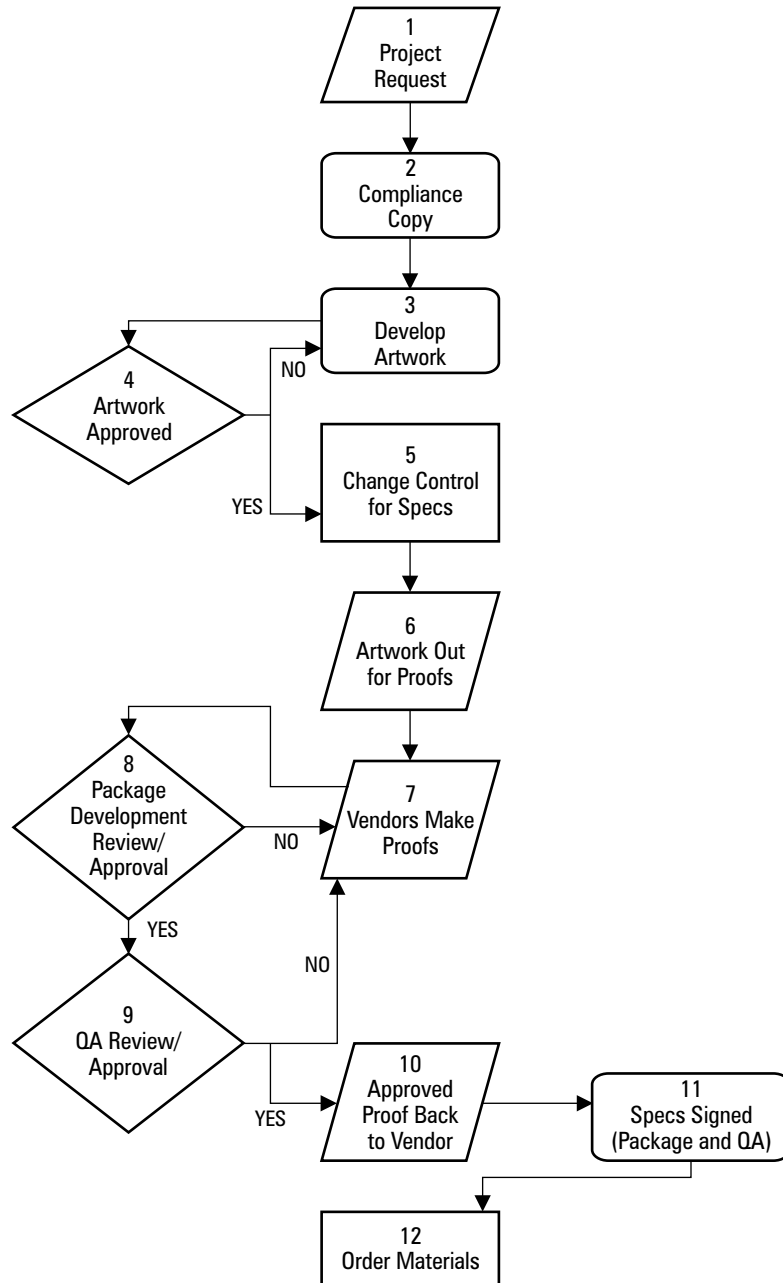 1
Project
Request
2
Compliance
Copy
3
Develop
Artwork
4
Artwork
Approved
NO
YES
5
Change Control
for Specs
6
Artwork Out
for Proofs
7
Vendors Make
Proofs
8
Package
Development
Review/
Approval
NO
YES
9
QA Review/
Approval
NO
YES
10
Approved
Proof Back
to Vendor
11
Specs Signed
(Package and QA)
12
Order Materials